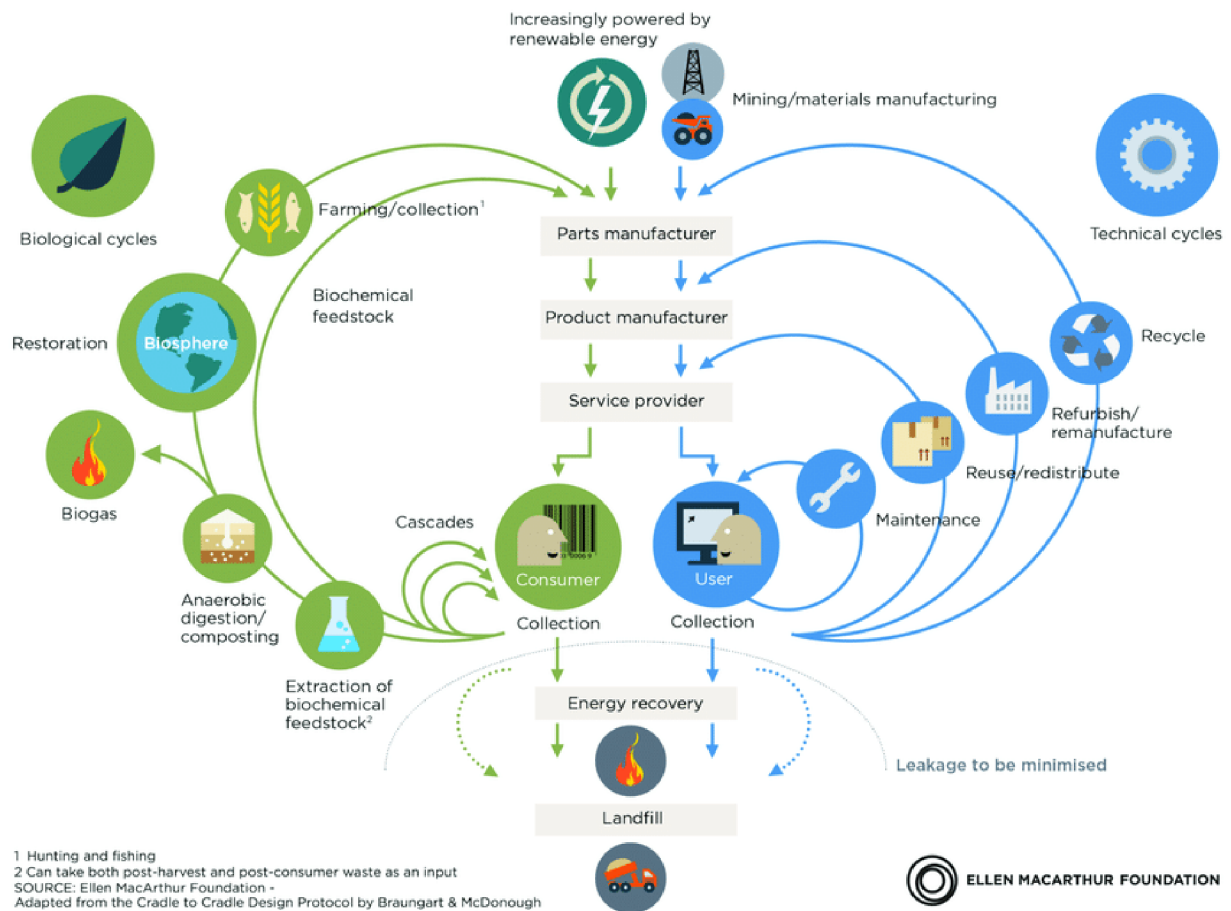 Increasingly powered by
renewable energy
Mining/materials manufacturing
Biological cycles
Farming/collection¹
Parts manufacturer
Technical cycles
Biochemical
feedstock
Product manufacturer
Restoration
Biosphere
Recycle
Service provider
Refurbish/
remanufacture
Reuse/redistribute
Biogas
Cascades
Maintenance
Consumer
User
Anaerobic
digestion/
composting
Collection
Collection
Extraction of
biochemical
feedstock²
Energy recovery
Leakage to be minimised
Landfill
1 Hunting and fishing
2 Can take both post-harvest and post-consumer waste as an input
SOURCE: Ellen MacArthur Foundation -
Adapted from the Cradle to Cradle Design Protocol by Braungart & McDonough
ELLEN MACARTHUR FOUNDATION